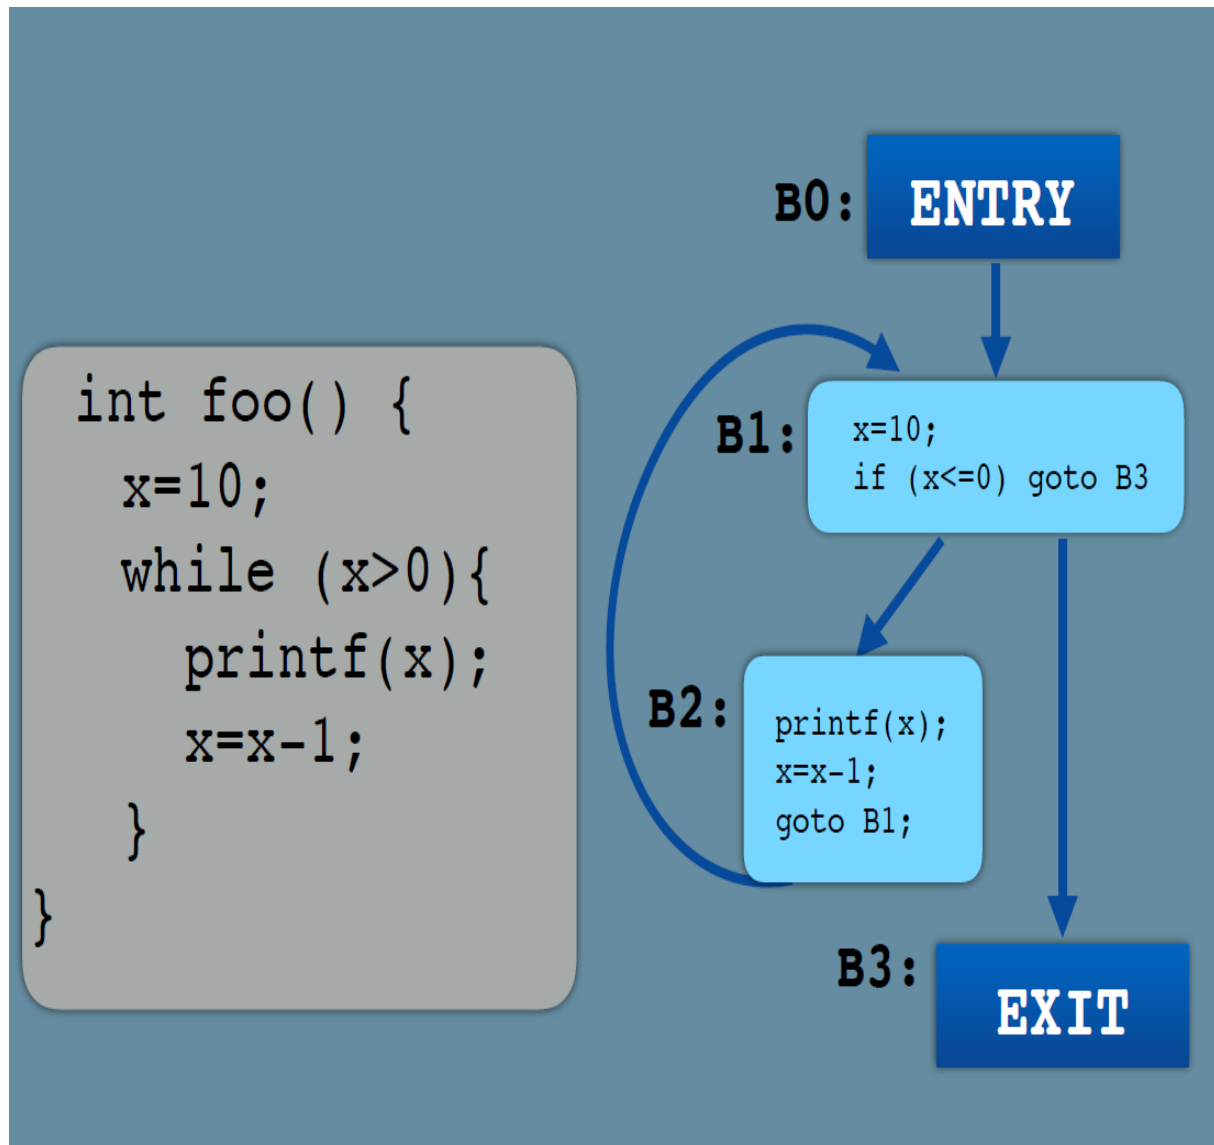 int foo() {
x=10;
while (x>0){
printf(x);
x=x-1;
}
}
B0:
ENTRY
B1:
x=10;
if (x<=0) goto B3
B2:
printf(x);
x=x-1;
goto B1;
B3:
EXIT